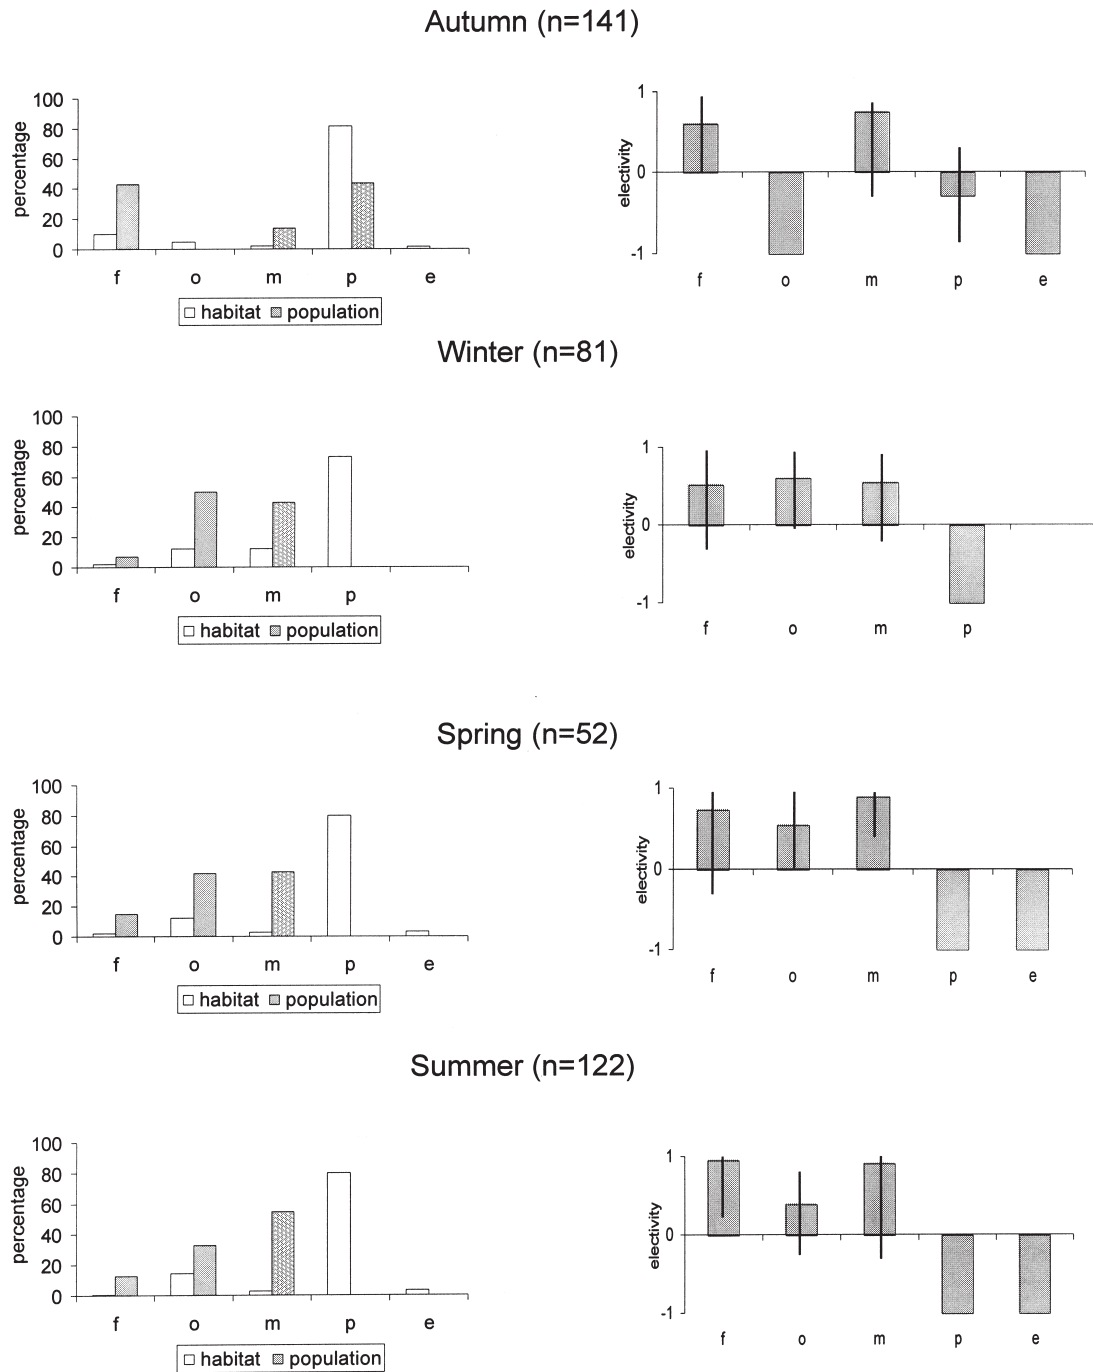 Autumn (n=141)
percentage
100
80
60
40
20
0
f o m p e
habitat population
electivity
1
0
-1
f o m p e
Winter (n=81)
percentage
100
80
60
40
20
0
f o m p
habitat population
electivity
1
0
-1
f o m p
Spring (n=52)
percentage
100
80
60
40
20
0
f o m p e
habitat population
electivity
1
0
-1
f o m p e
Summer (n=122)
percentage
100
80
60
40
20
0
f o m p e
habitat population
electivity
1
0
-1
f o m p e